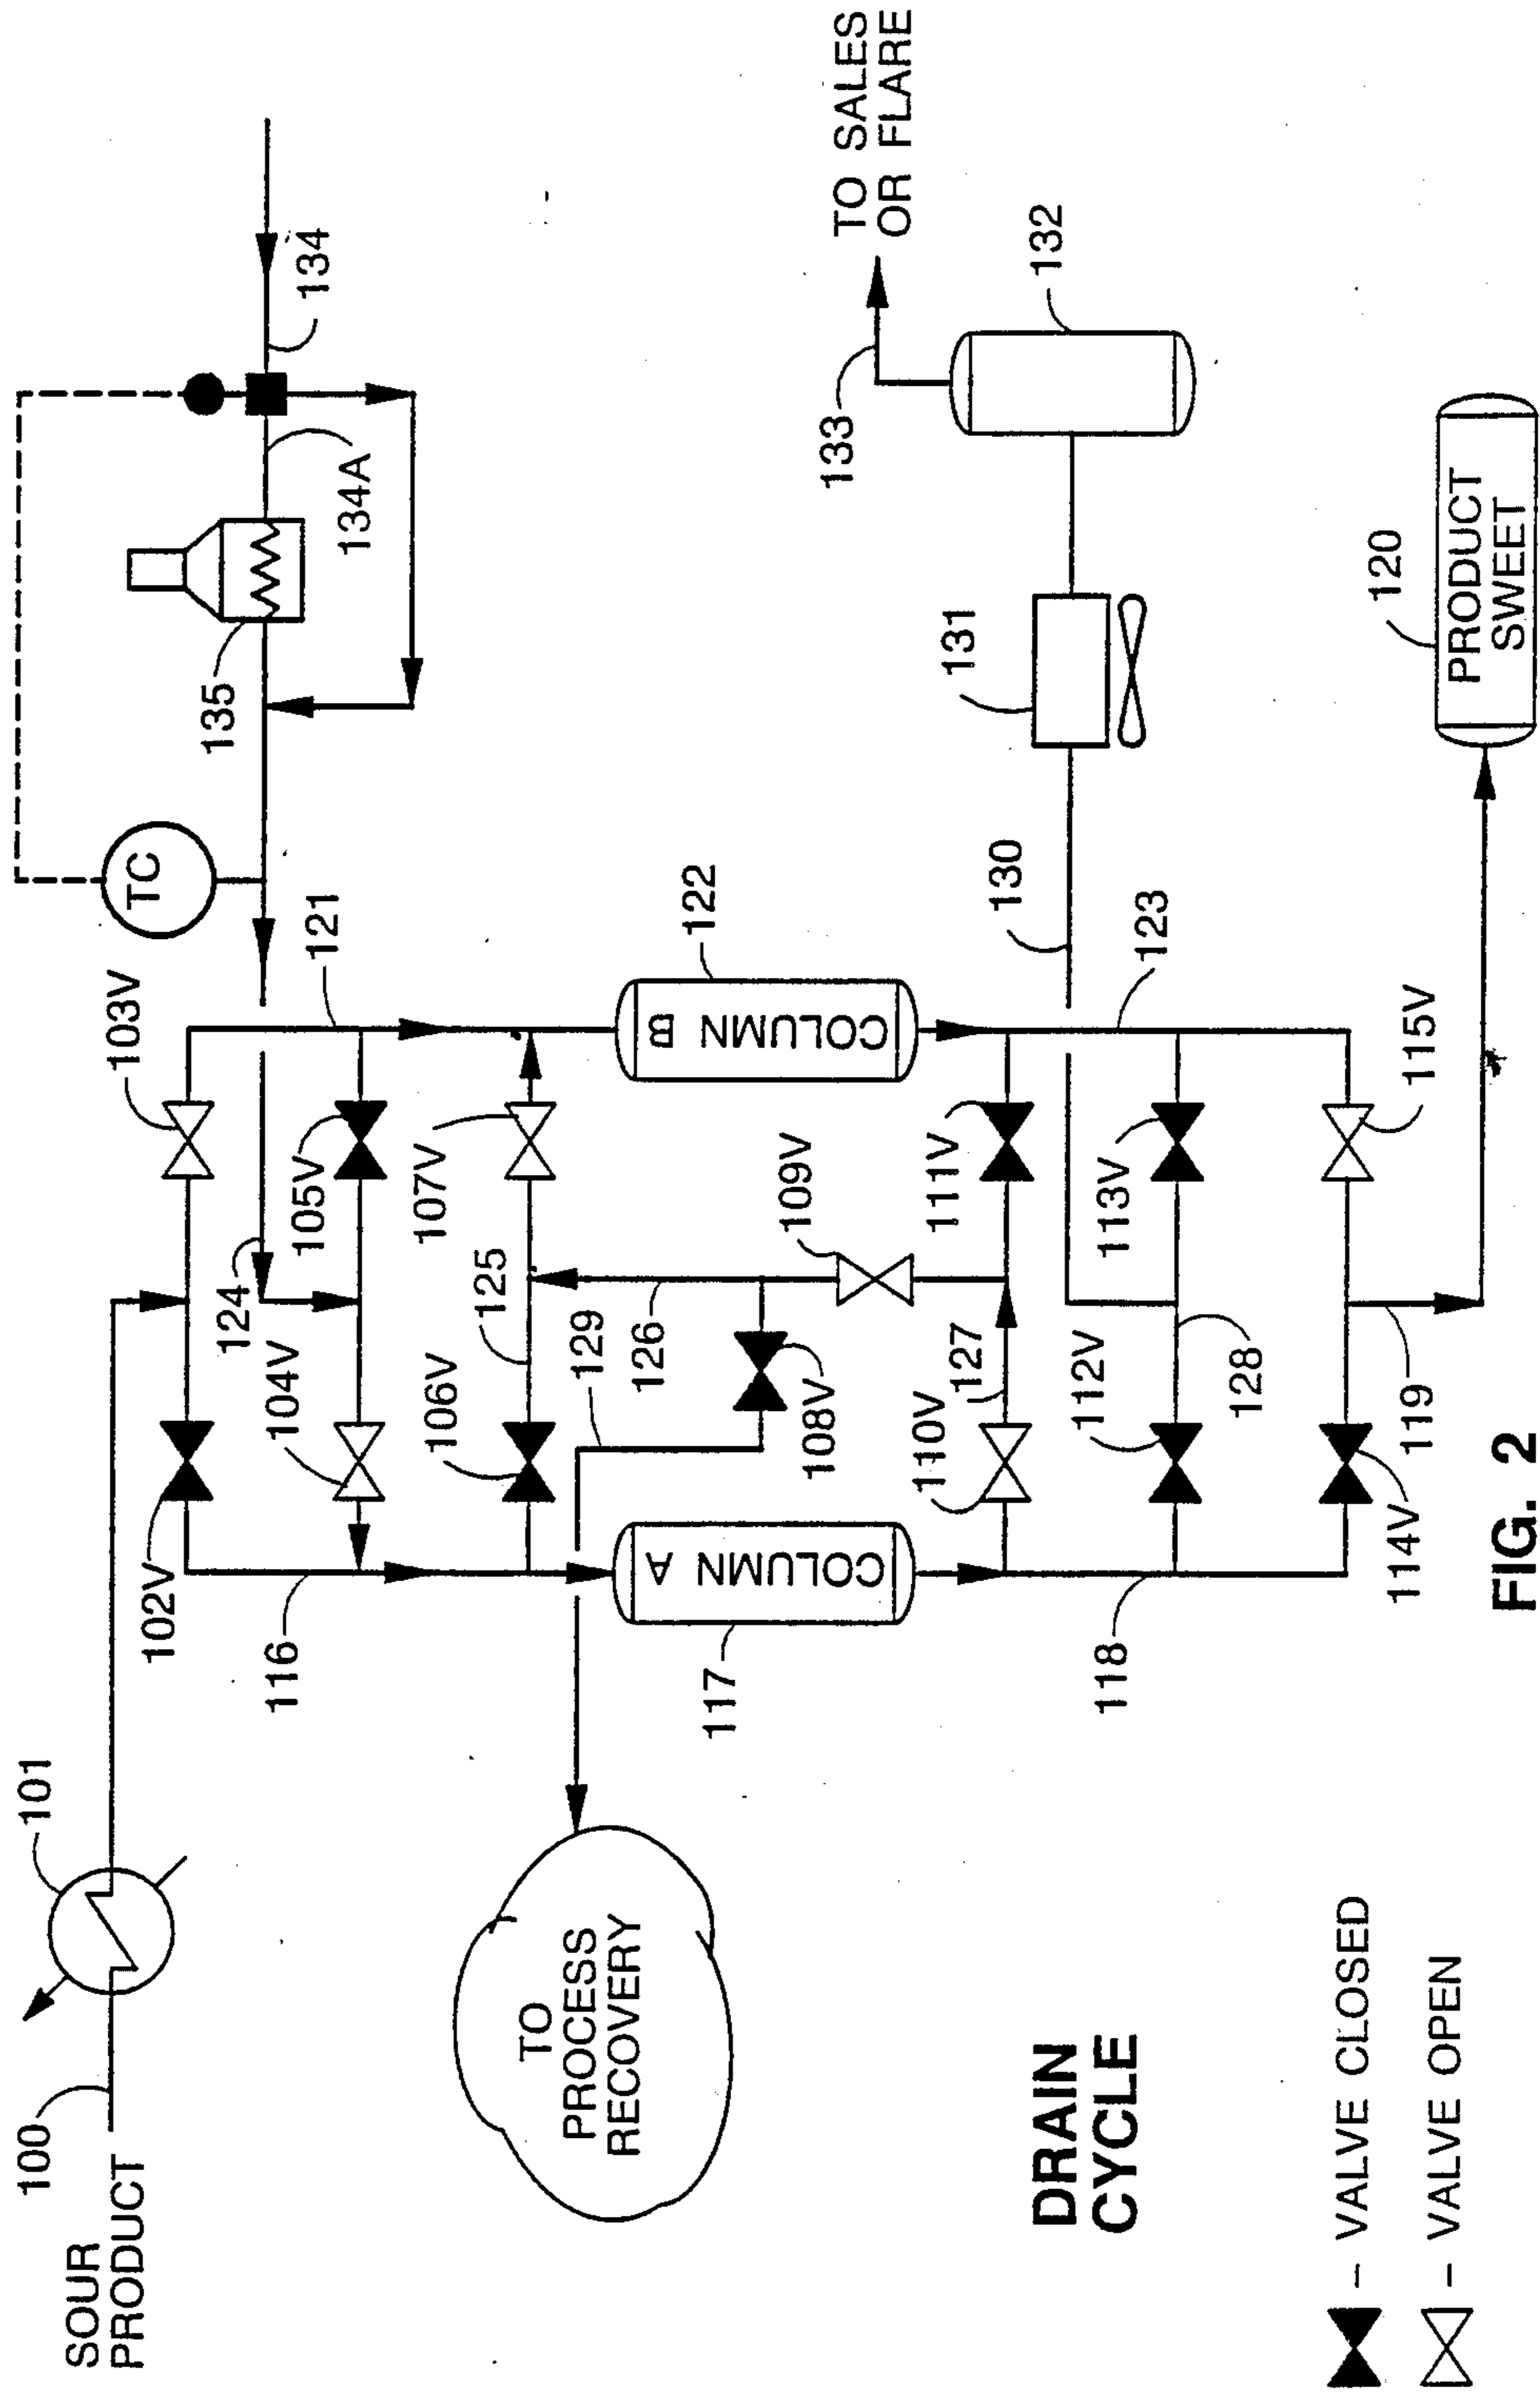 SOUR
PRODUCT
100
101
102V
103V
116
121
124
104V
105V
TC
135
134A
134
106V
125
107V
129
126
108V
109V
TO
PROCESS
RECOVERY
117
COLUMN A
COLUMN B
122
110V
127
111V
118
112V
128
113V
123
130
131
132
133
TO SALES
OR FLARE
114V
119
115V
120
PRODUCT
SWEET
DRAIN
CYCLE
– VALVE CLOSED
– VALVE OPEN
FIG. 2